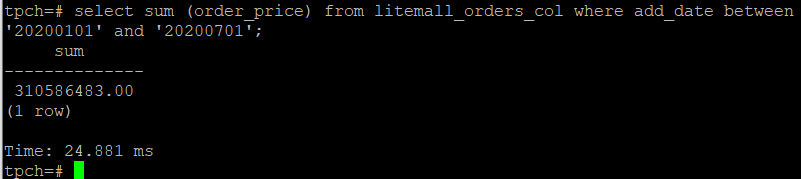 tpch=# select sum (order_price) from litemall_orders_col where add_date between
'20200101' and '20200701';
     sum
--------------
 310586483.00
(1 row)

Time: 24.881 ms
tpch=#